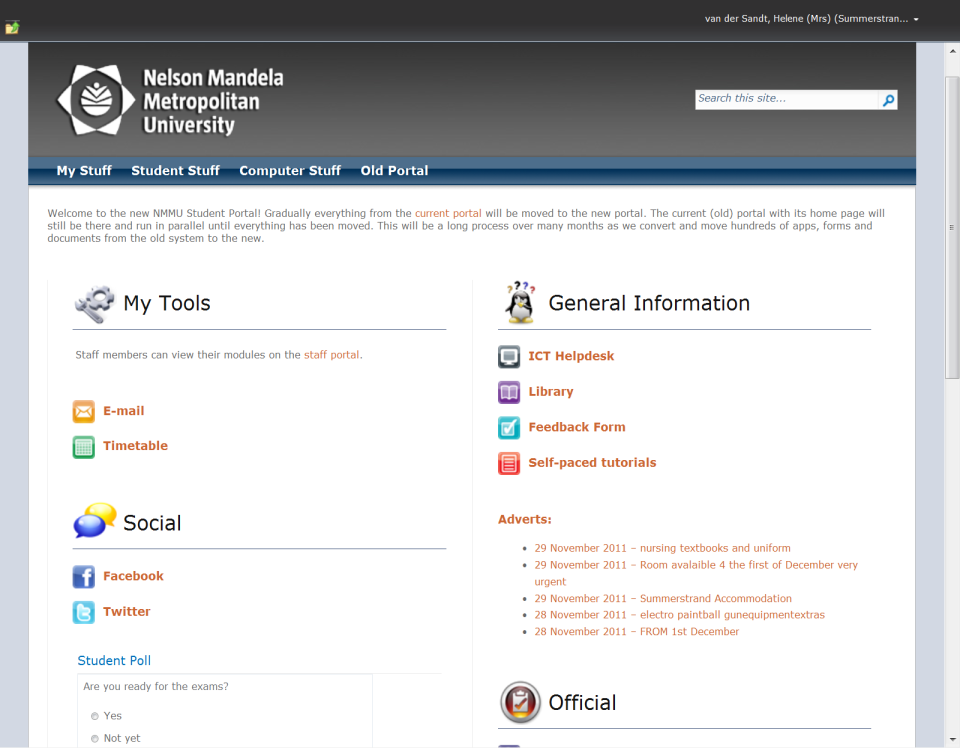 van der Sandt, Helene (Mrs) (Summerstran...
Nelson Mandela
Metropolitan
University
Search this site...
My Stuff Student Stuff Computer Stuff Old Portal
Welcome to the new NMMU Student Portal! Gradually everything from the current portal will be moved to the new portal. The current (old) portal with its home page will
still be there and run in parallel until everything has been moved. This will be a long process over many months as we convert and move hundreds of apps, forms and
documents from the old system to the new.
My Tools
Staff members can view their modules on the staff portal.
E-mail
Timetable
Social
Facebook
Twitter
Student Poll
Are you ready for the exams?
Yes
Not yet
General Information
ICT Helpdesk
Library
Feedback Form
Self-paced tutorials
Adverts:
29 November 2011 – nursing textbooks and uniform
29 November 2011 – Room avalaible 4 the first of December very
urgent
29 November 2011 – Summerstrand Accommodation
28 November 2011 – electro paintball gunequipmentextras
28 November 2011 – FROM 1st December
Official